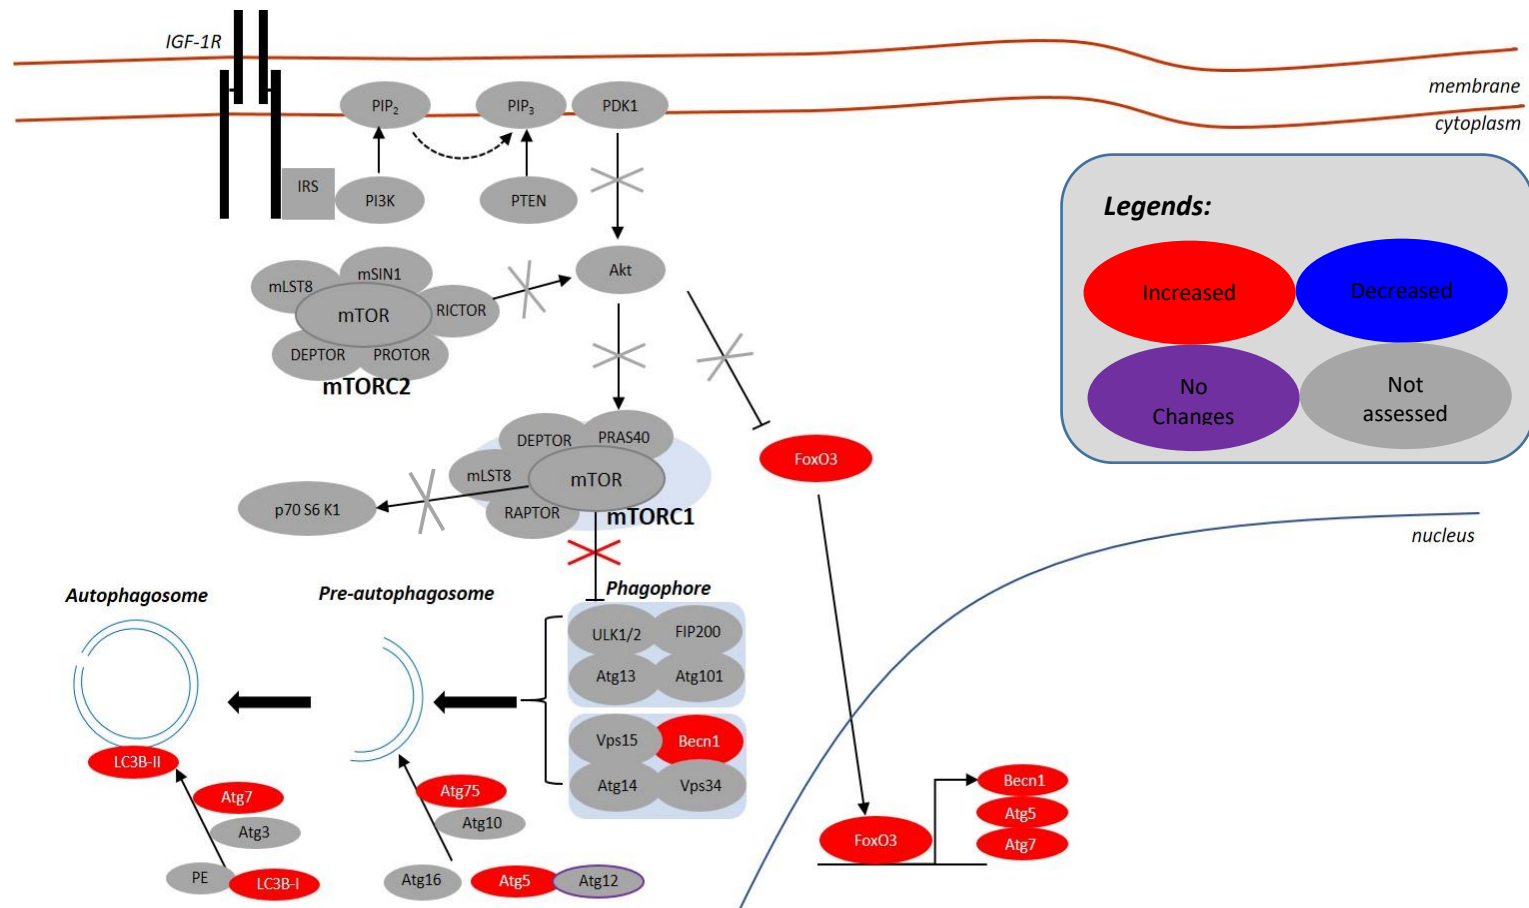 IGF-1R
membrane
cytoplasm
PIP2
PIP3
PDK1
IRS
PI3K
PTEN
Legends:
Increased
Decreased
No
Changes
Not
assessed
mSIN1
mLST8
mTOR
RICTOR
DEPTOR
PROTOR
mTORC2
Akt
DEPTOR
PRAS40
mLST8
mTOR
RAPTOR
mTORC1
p70 S6 K1
FoxO3
nucleus
Autophagosome
Pre-autophagosome
Phagophore
ULK1/2
FIP200
Atg13
Atg101
Vps15
Becn1
Atg14
Vps34
LC3B-II
Atg7
Atg3
PE
LC3B-I
Atg75
Atg10
Atg16
Atg5
Atg12
FoxO3
Becn1
Atg5
Atg7